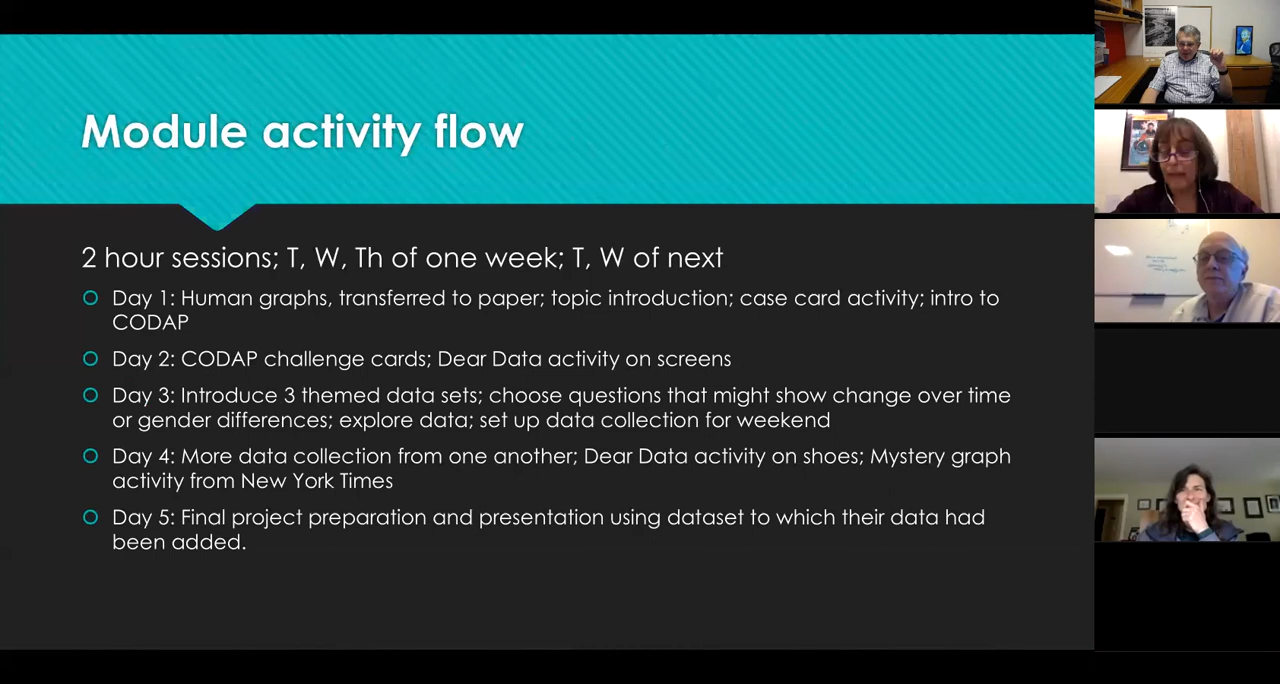 Module activity flow
2 hour sessions; T, W, Th of one week; T, W of next
Day 1: Human graphs, transferred to paper; topic introduction; case card activity; intro to
CODAP
Day 2: CODAP challenge cards; Dear Data activity on screens
Day 3: Introduce 3 themed data sets; choose questions that might show change over time
or gender differences; explore data; set up data collection for weekend
Day 4: More data collection from one another; Dear Data activity on shoes; Mystery graph
activity from New York Times
Day 5: Final project preparation and presentation using dataset to which their data had
been added.